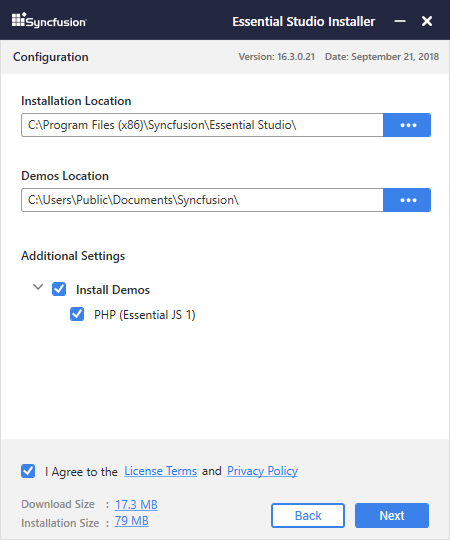 Syncfusion Essential Studio Installer
Configuration Version: 16.3.0.21 Date: September 21, 2018
Installation Location
C:\Program Files (x86)\Syncfusion\Essential Studio\
Demos Location
C:\Users\Public\Documents\Syncfusion\
Additional Settings
Install Demos
PHP (Essential JS 1)
I Agree to the License Terms and Privacy Policy
Download Size : 17.3 MB
Installation Size : 79 MB
Back Next